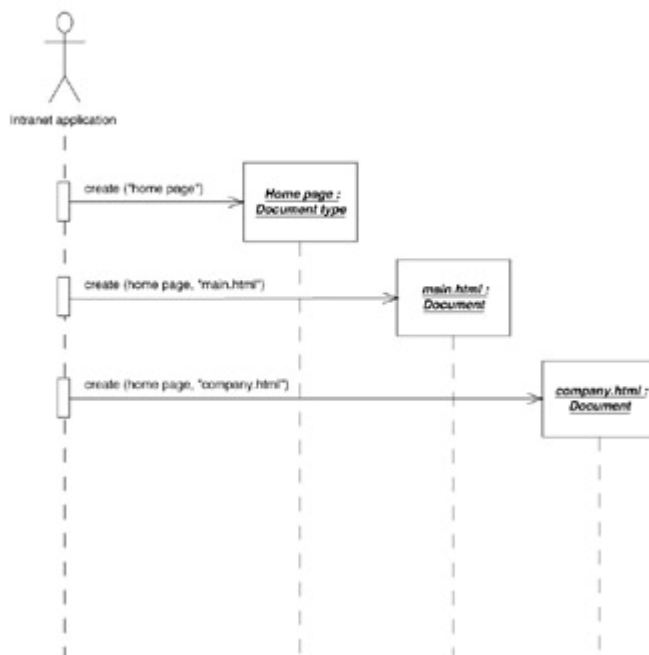 Intranet application
create ("home page")
Home page :
Document type
create (home page, "main.html")
main.html :
Document
create (home page, "company.html")
company.html :
Document